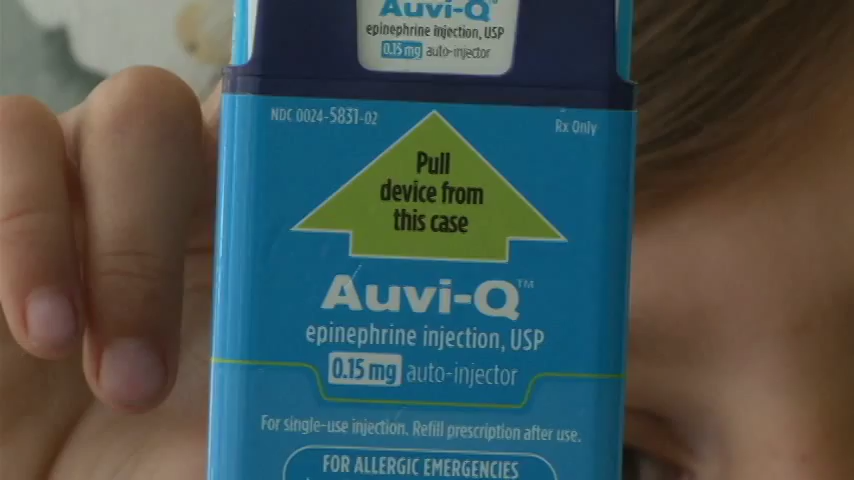 Auvi-Q™
epinephrine injection, USP
0.15 mg auto-injector
NDC 0024-5831-02
Rx Only
Pull
device from
this case
Auvi-Q™
epinephrine injection, USP
0.15 mg auto-injector
For single-use injection. Refill prescription after use.
FOR ALLERGIC EMERGENCIES